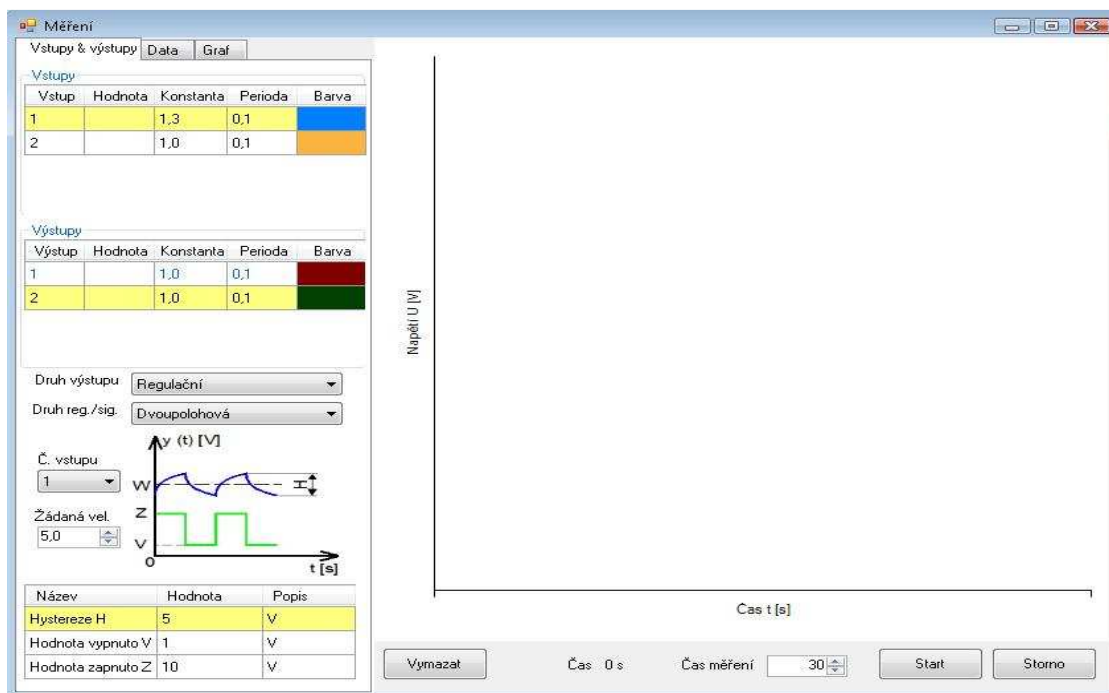 Měření
Vstupy & výstupy Data Graf
Vstupy
Vstup Hodnota Konstanta Perioda Barva
1 1,3 0,1
2 1,0 0,1
Výstupy
Výstup Hodnota Konstanta Perioda Barva
1 1,0 0,1
2 1,0 0,1
Druh výstupu Regulační
Druh reg./sig. Dvoupolohová
Č. vstupu
1
Žádaná vel.
5,0
y (t) [V]
W
H
Z
V
0
t [s]
Název Hodnota Popis
Hystereze H 5 V
Hodnota vypnuto V 1 V
Hodnota zapnuto Z 10 V
Napětí U [V]
Čas t [s]
Vymazat Čas 0 s Čas měření 30 Start Storno